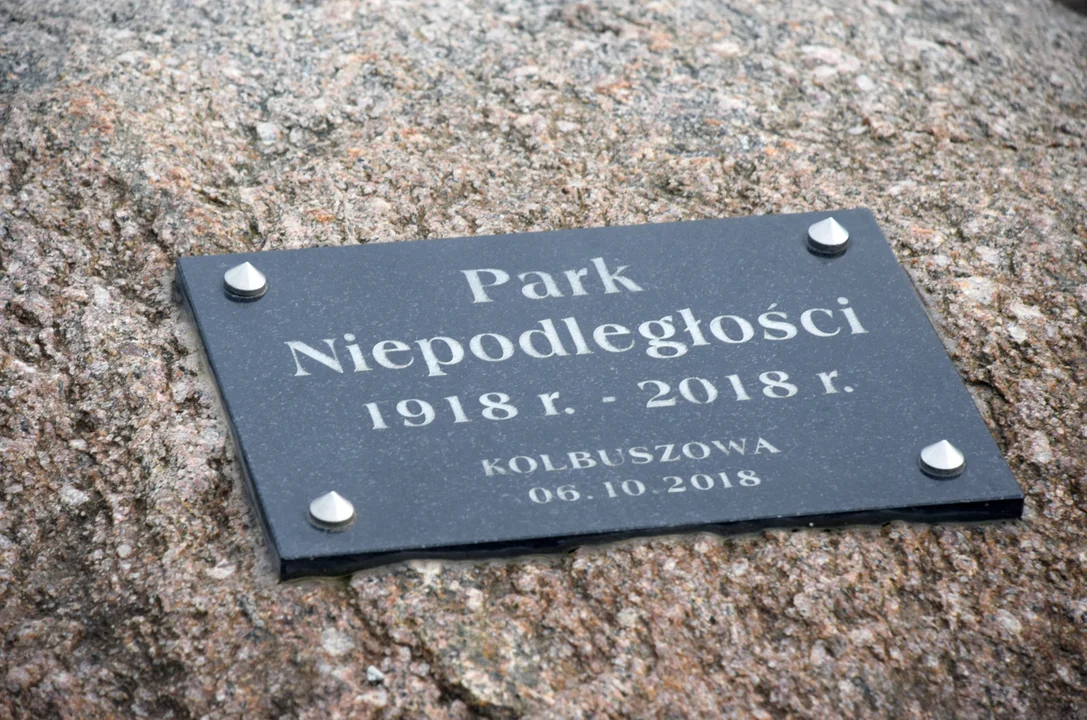 Park
Niepodległości
1918 r. - 2018 r.
KOLBUSZOWA
06.10.2018